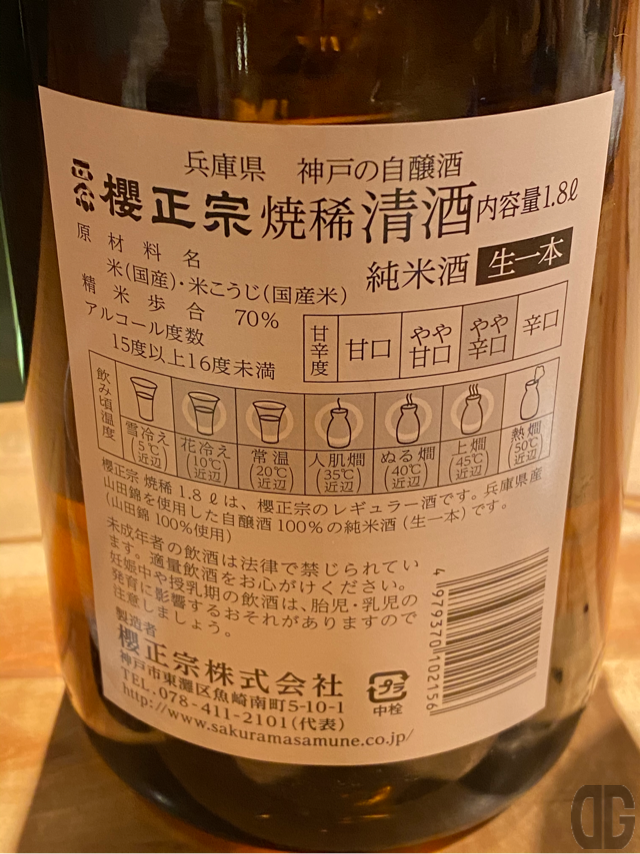 兵庫県 神戸の自醸酒
正宗 櫻正宗 焼稀 清酒 内容量1.8ℓ
原材料名
米(国産)・米こうじ(国産米)
純米酒 生一本
精米歩合 70%
アルコール度数
15度以上16度未満
甘辛度 甘口 やや甘口 やや辛口 辛口
飲み頃温度
雪冷え(5℃近辺) 花冷え(10℃近辺) 常温(20℃近辺) 人肌燗(35℃近辺) ぬる燗(40℃近辺) 上燗(45℃近辺) 熱燗(50℃近辺)
櫻正宗 焼稀 1.8ℓは、櫻正宗のレギュラー酒です。兵庫県産
山田錦を使用した自醸酒100%の純米酒(生一本)です。
(山田錦 100%使用)
未成年者の飲酒は法律で禁じられてい
ます。適量飲酒をお心がけください。
妊娠中や授乳期の飲酒は、胎児・乳児の
発育に影響するおそれがありますので
注意しましょう。
製造者
櫻正宗株式会社
神戸市東灘区魚崎南町5-10-1
TEL.078-411-2101(代表)
http://www.sakuramasamune.co.jp/
プラ
中栓
4 979370 102156
DG